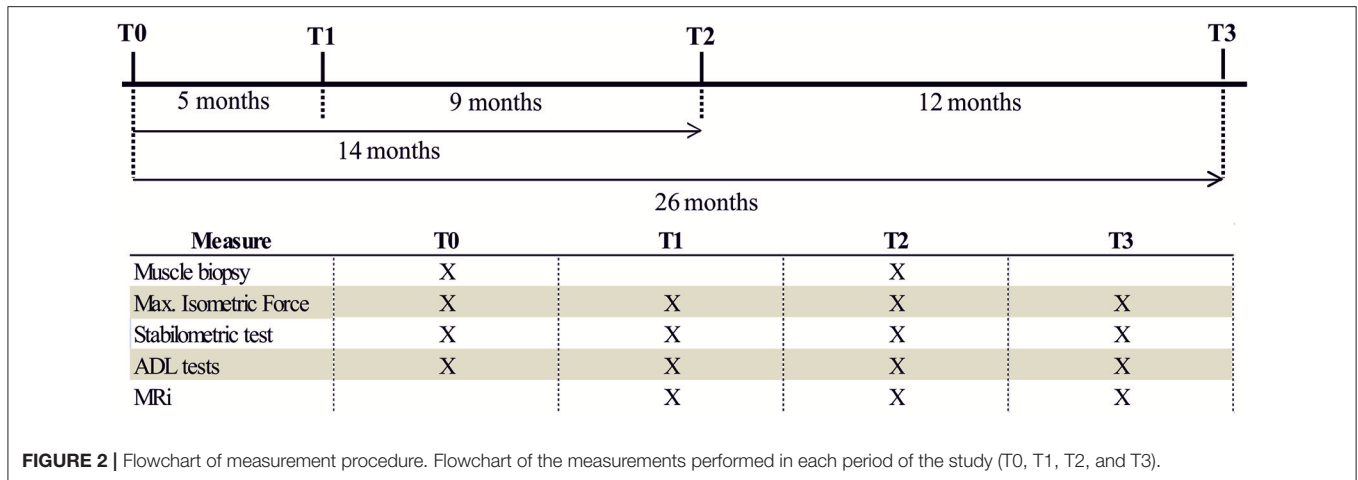 T0 T1 T2 T3
5 months 9 months 12 months
14 months
26 months
Measure T0 T1 T2 T3
Muscle biopsy X X
Max. Isometric Force X X X X
Stabilometric test X X X X
ADL tests X X X X
MRi X X X
FIGURE 2 | Flowchart of measurement procedure. Flowchart of the measurements performed in each period of the study (T0, T1, T2, and T3).